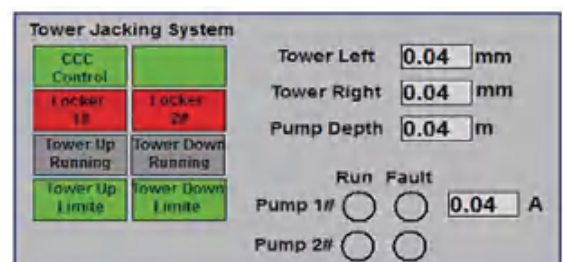 Tower Jacking System
CCC
Control
Locker
1#
Locker
2#
Tower Up
Running
Tower Down
Running
Tower Up
Limite
Tower Down
Limite
Tower Left 0.04 mm
Tower Right 0.04 mm
Pump Depth 0.04 m
Run Fault
Pump 1# 0.04 A
Pump 2#